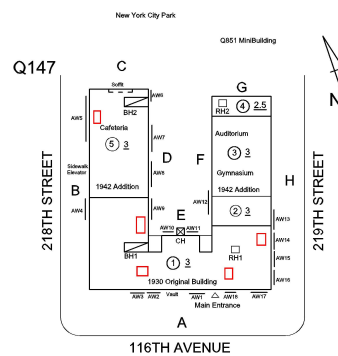 New York City Park
Q851 MiniBuilding
Q147
C
G
N
Soffit
AW6
BH2
RH2
4 2.5
AW5
Cafeteria
Auditorium
5 3
AW7
D
F
3 3
Sidewalk
Elevator
AW8
Gymnasium
H
B
1942 Addition
1942 Addition
AW4
AW9
AW12
2 3
E
AW13
AW10
AW11
CH
AW14
BH1
RH1
AW15
1 3
1930 Original Building
AW16
AW3
AW2
Vault
AW1
AW18
AW17
Main Entrance
A
218TH STREET
219TH STREET
116TH AVENUE